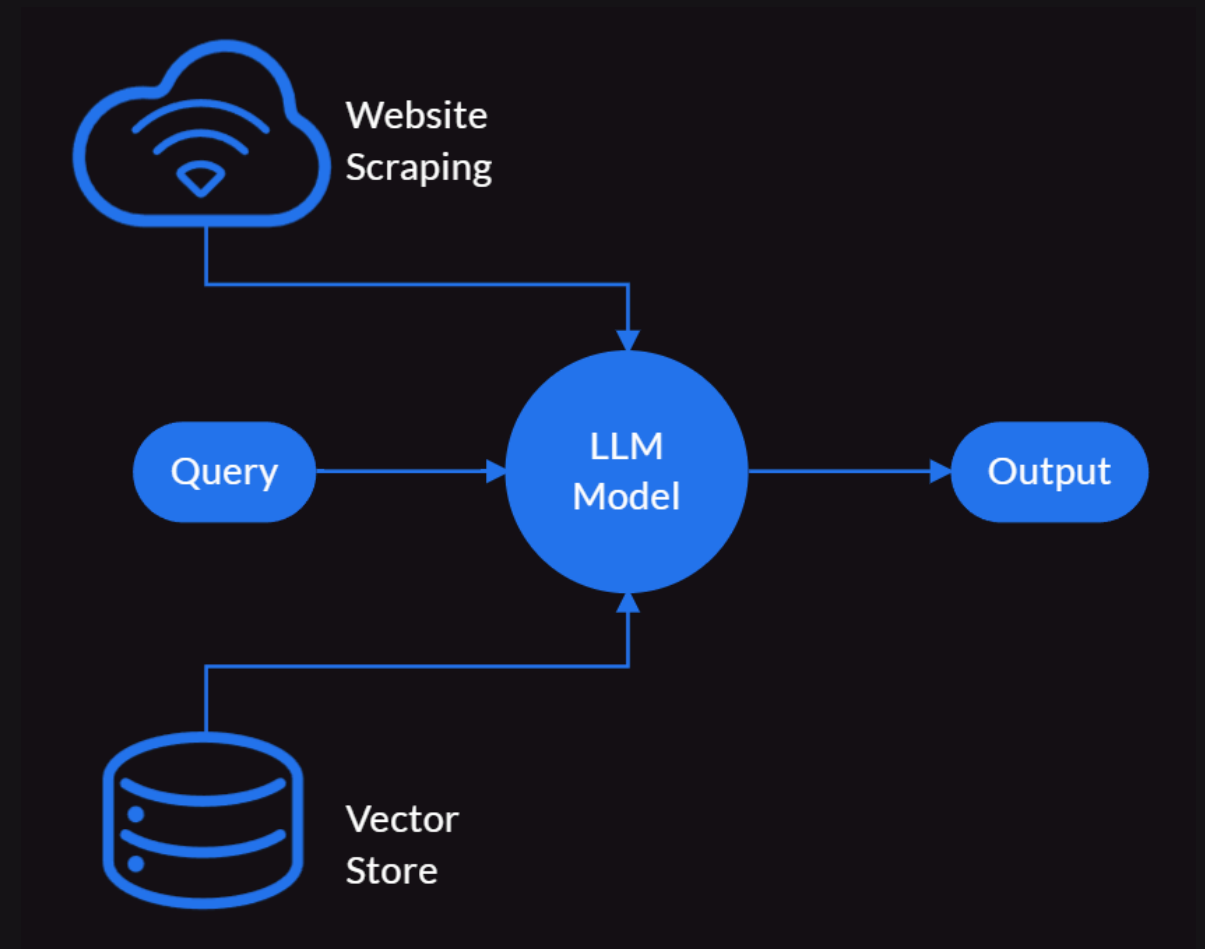 Website
Scraping
Query
LLM
Model
Output
Vector
Store